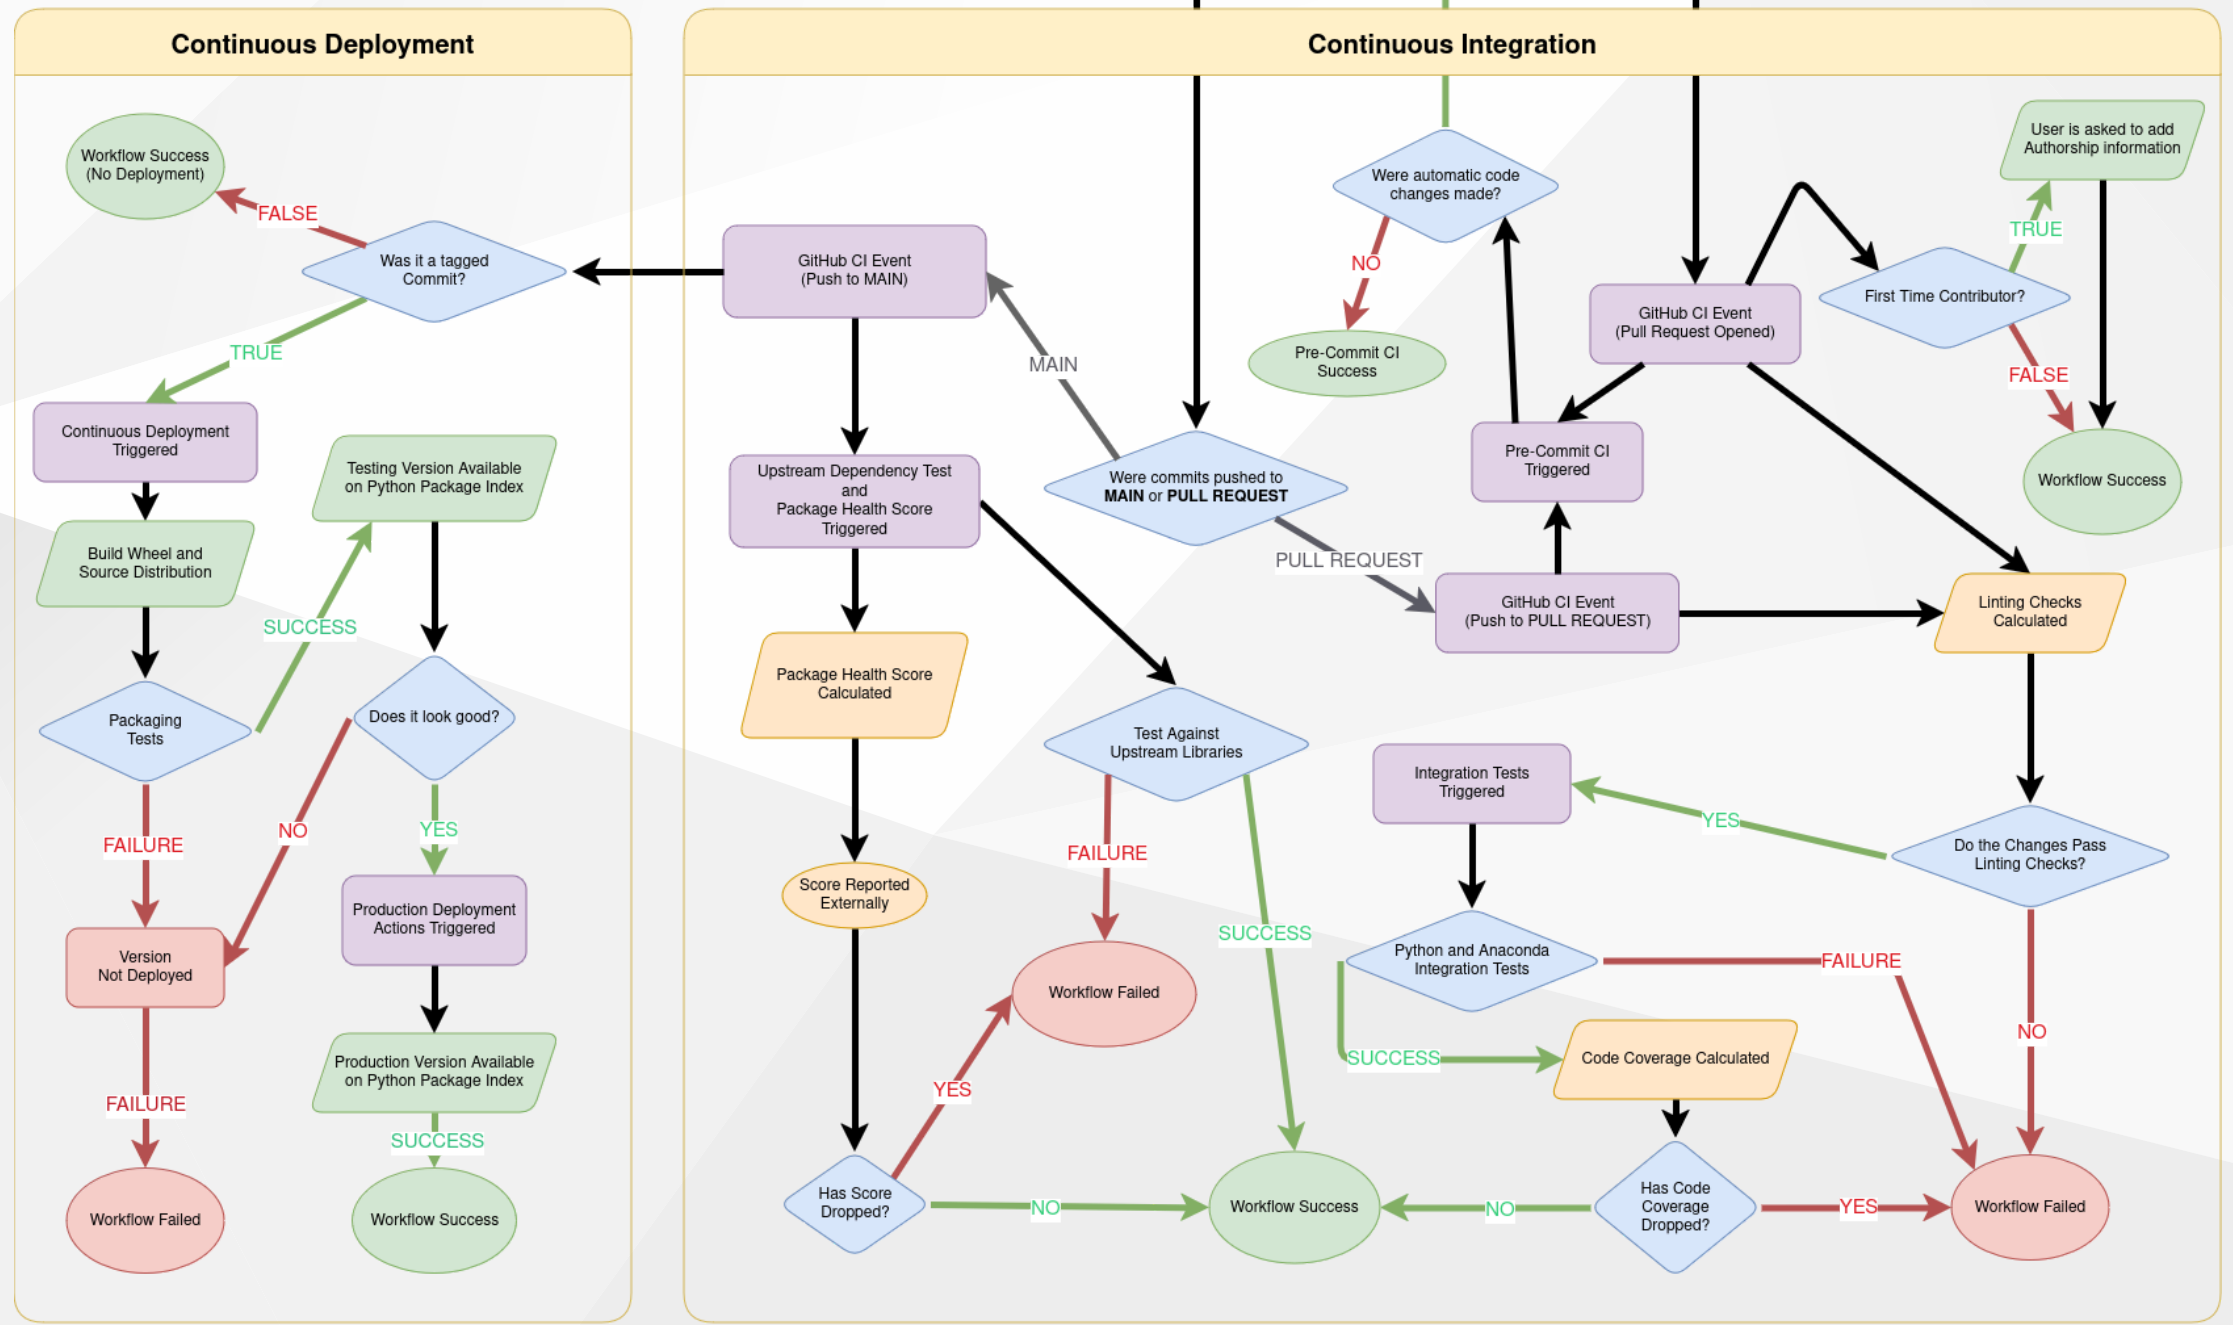 Continuous Deployment
Workflow Success
(No Deployment)
FALSE
Was it a tagged
Commit?
TRUE
Continuous Deployment
Triggered
Testing Version Available
on Python Package Index
Build Wheel and
Source Distribution
SUCCESS
Packaging
Tests
Does it look good?
FAILURE
NO
YES
Version
Not Deployed
Production Deployment
Actions Triggered
Production Version Available
on Python Package Index
FAILURE
SUCCESS
Workflow Failed
Workflow Success
Continuous Integration
GitHub CI Event
(Push to MAIN)
MAIN
Were automatic code
changes made?
NO
Pre-Commit CI
Success
GitHub CI Event
(Pull Request Opened)
First Time Contributor?
User is asked to add
Authorship information
TRUE
FALSE
Workflow Success
Upstream Dependency Test
and
Package Health Score
Triggered
Were commits pushed to
MAIN or PULL REQUEST
Pre-Commit CI
Triggered
PULL REQUEST
GitHub CI Event
(Push to PULL REQUEST)
Linting Checks
Calculated
Package Health Score
Calculated
Test Against
Upstream Libraries
Integration Tests
Triggered
YES
Do the Changes Pass
Linting Checks?
FAILURE
Score Reported
Externally
SUCCESS
Python and Anaconda
Integration Tests
FAILURE
Workflow Failed
NO
SUCCESS
Code Coverage Calculated
YES
Has Score
Dropped?
NO
Workflow Success
NO
Has Code
Coverage
Dropped?
YES
Workflow Failed